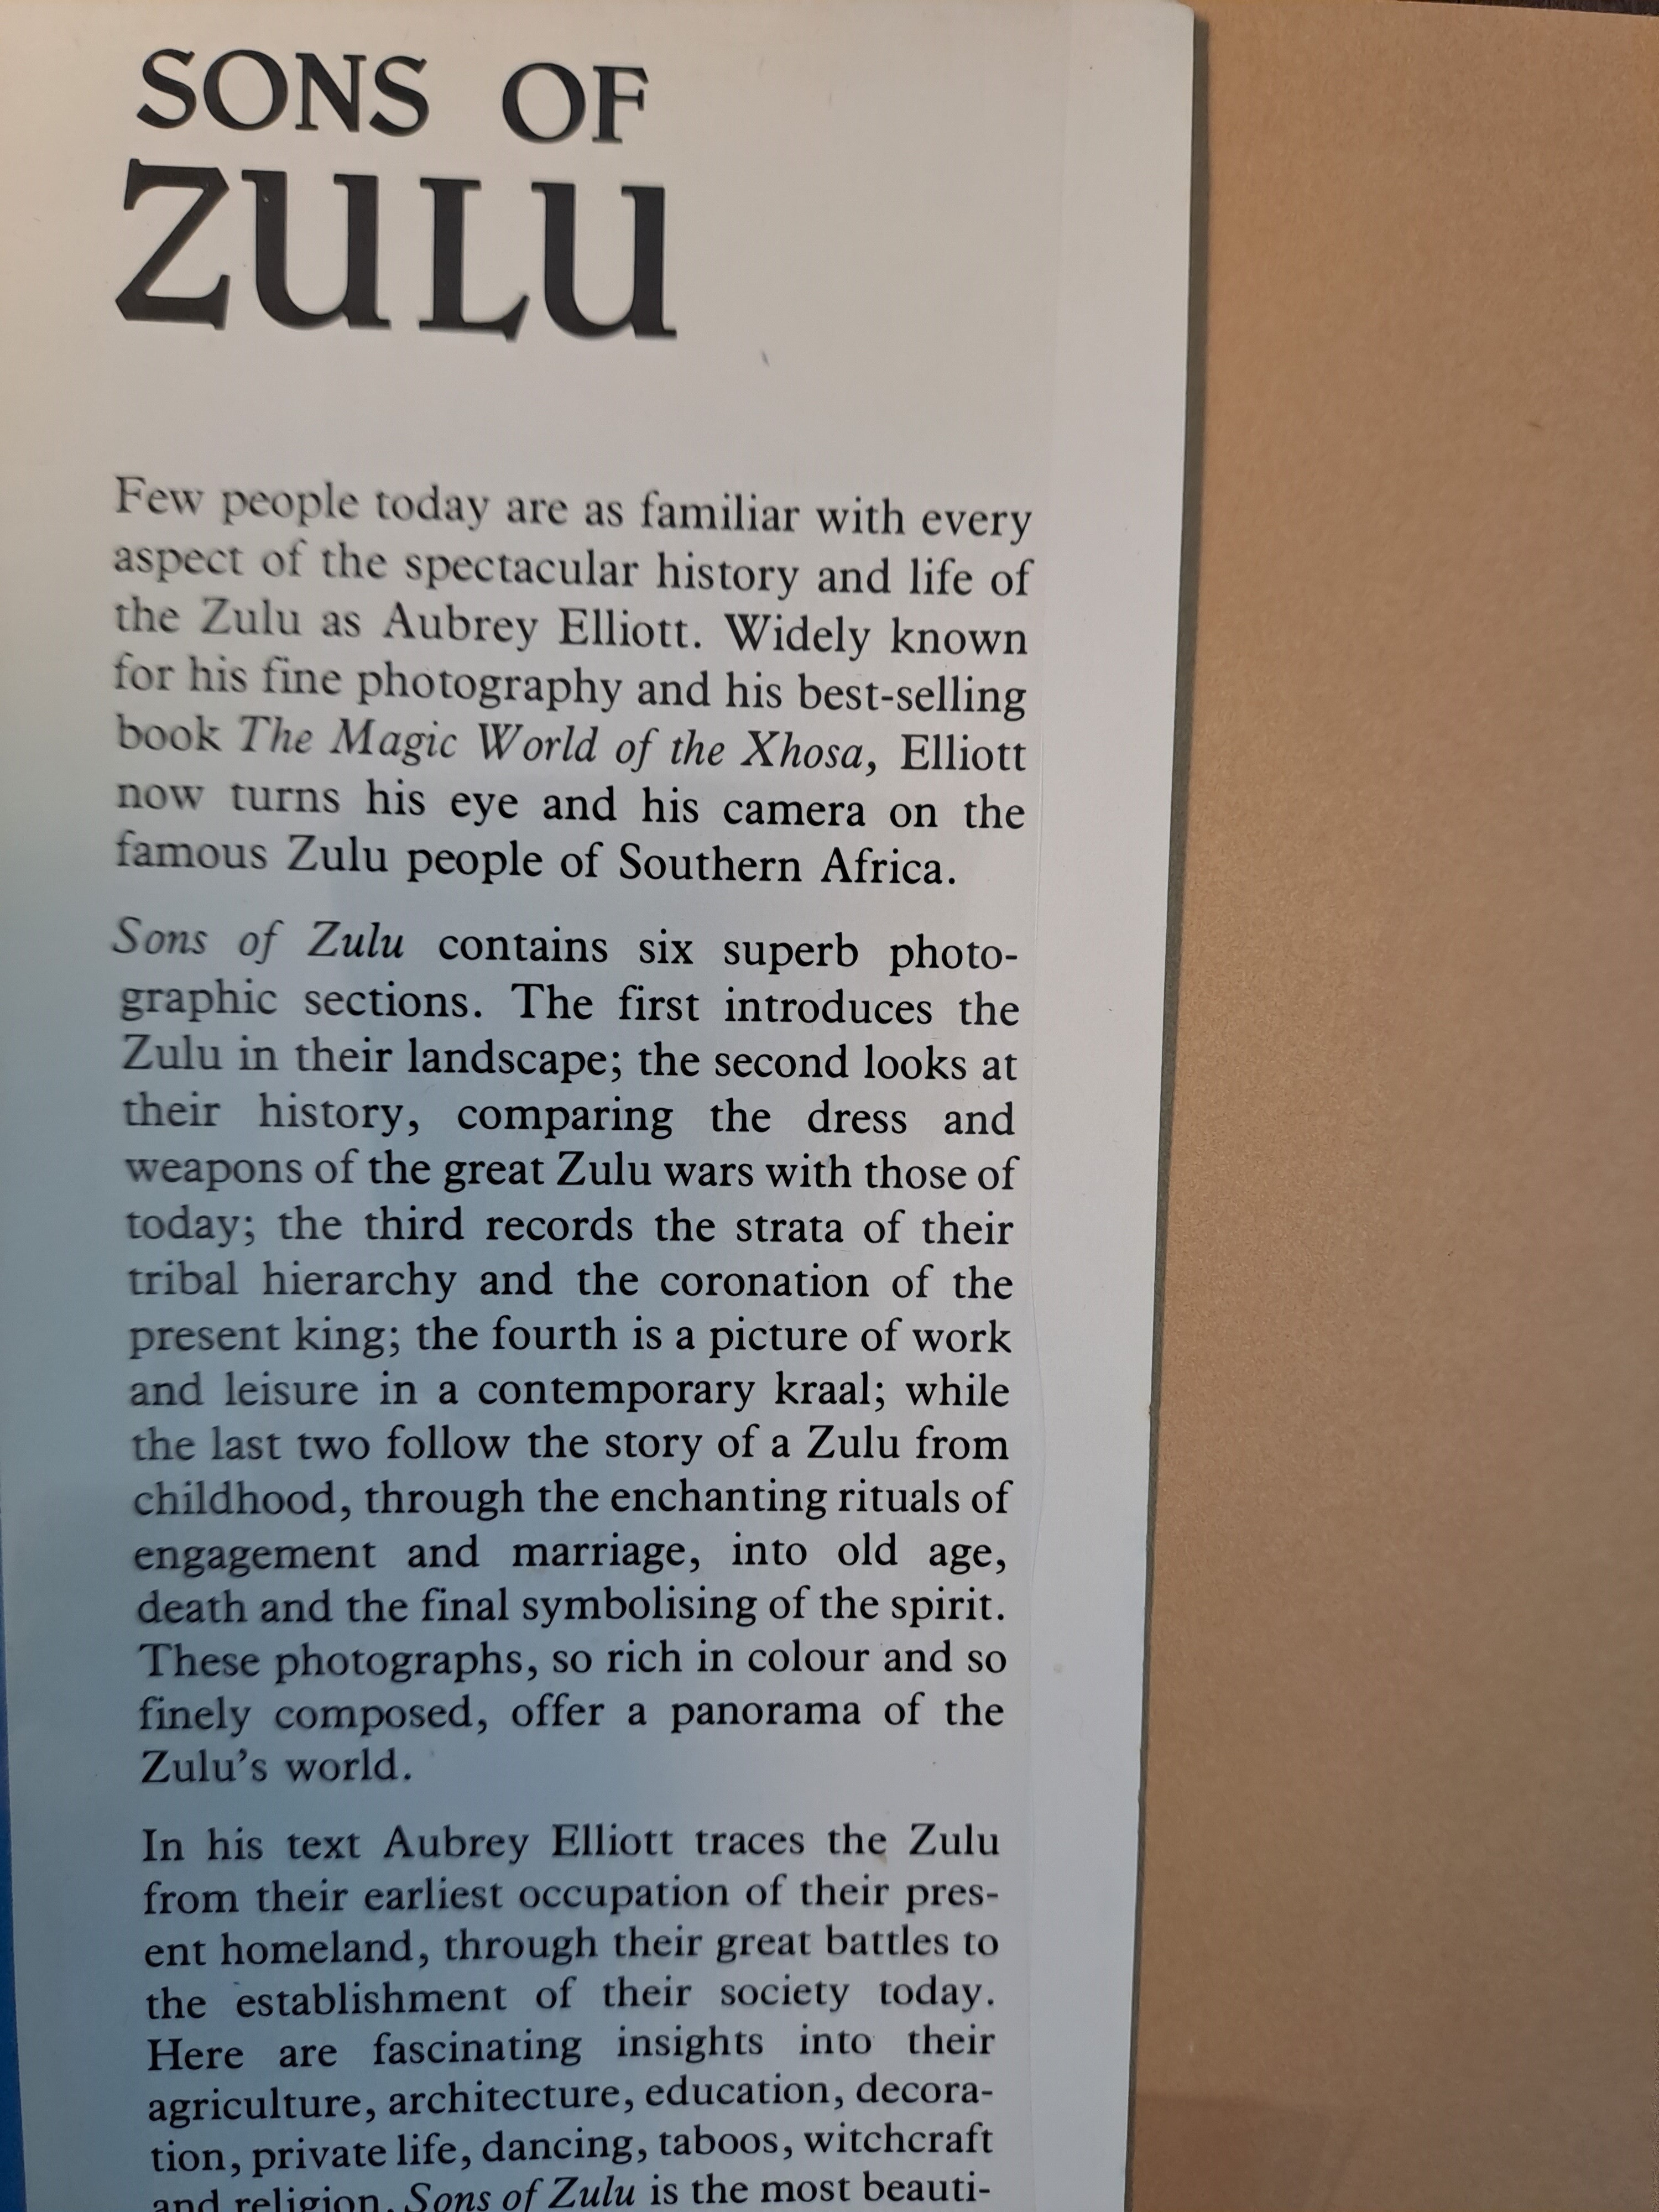 SONS OF
ZULU
Few people today are as familiar with every
aspect of the spectacular history and life of
the Zulu as Aubrey Elliott. Widely known
for his fine photography and his best-selling
book The Magic World of the Xhosa, Elliott
now turns his eye and his camera on the
famous Zulu people of Southern Africa.
Sons of Zulu contains six superb photo-
graphic sections. The first introduces the
Zulu in their landscape; the second looks at
their history, comparing the dress and
weapons of the great Zulu wars with those of
today; the third records the strata of their
tribal hierarchy and the coronation of the
present king; the fourth is a picture of work
and leisure in a contemporary kraal; while
the last two follow the story of a Zulu from
childhood, through the enchanting rituals of
engagement and marriage, into old age,
death and the final symbolising of the spirit.
These photographs, so rich in colour and so
finely composed, offer a panorama of the
Zulu's world.
In his text Aubrey Elliott traces the Zulu
from their earliest occupation of their pres-
ent homeland, through their great battles to
the establishment of their society today.
Here are fascinating insights into their
agriculture, architecture, education, decora-
tion, private life, dancing, taboos, witchcraft
and religion. Sons of Zulu is the most beauti-